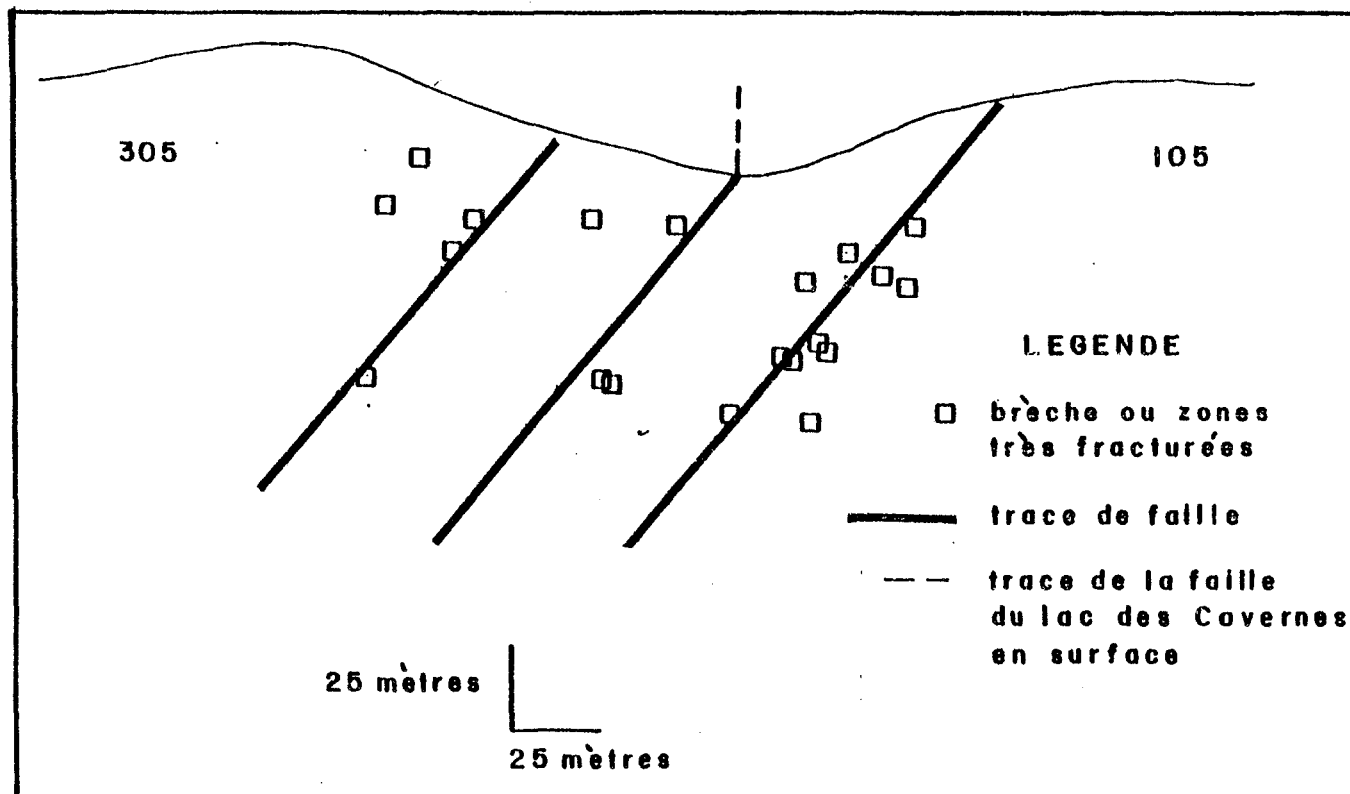 305
105
LEGENDE
brèche ou zones
très fracturées
trace de faille
trace de la faille
du lac des Cavernes
en surface
25 mètres
25 mètres